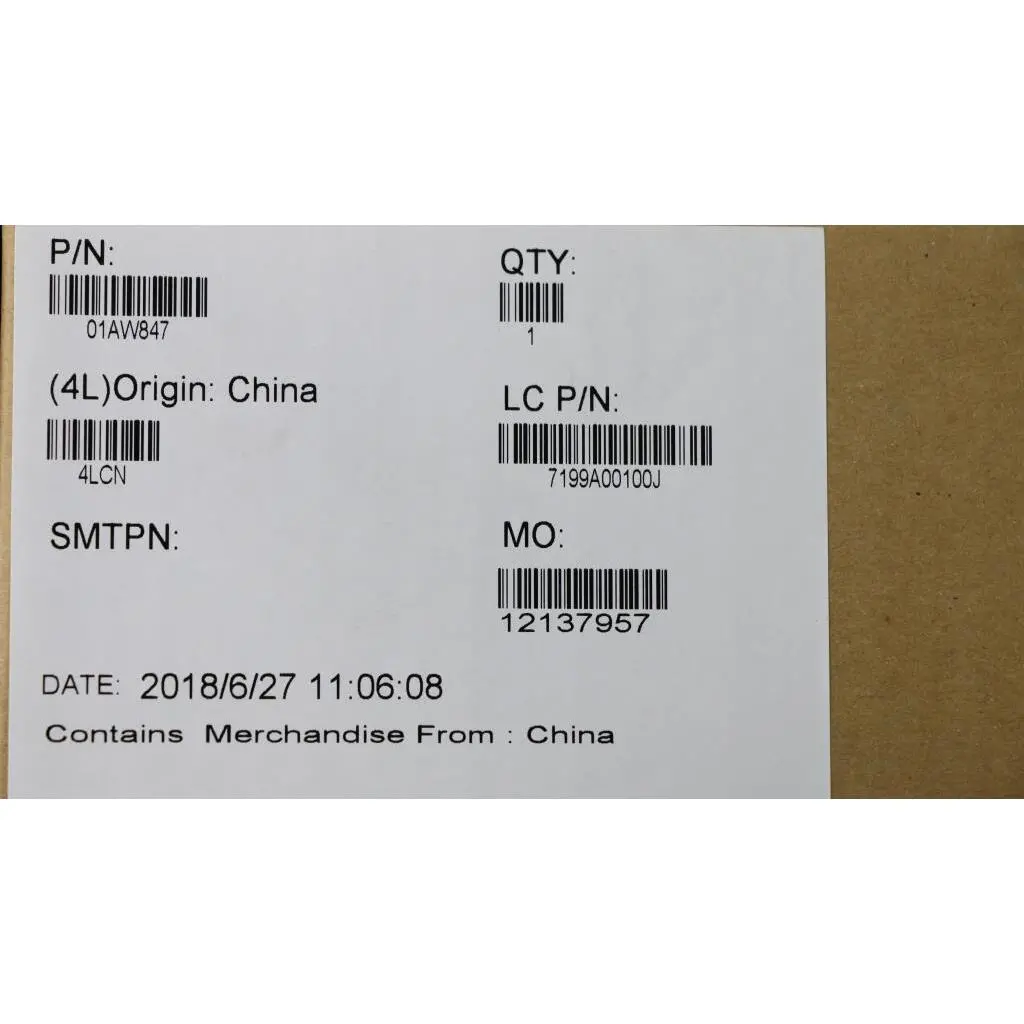 P/N:
01AW847
QTY:
1
(4L)Origin: China
4LCN
LC P/N:
7199A00100J
SMTPN:
MO:
12137957
DATE: 2018/6/27 11:06:08
Contains Merchandise From : China